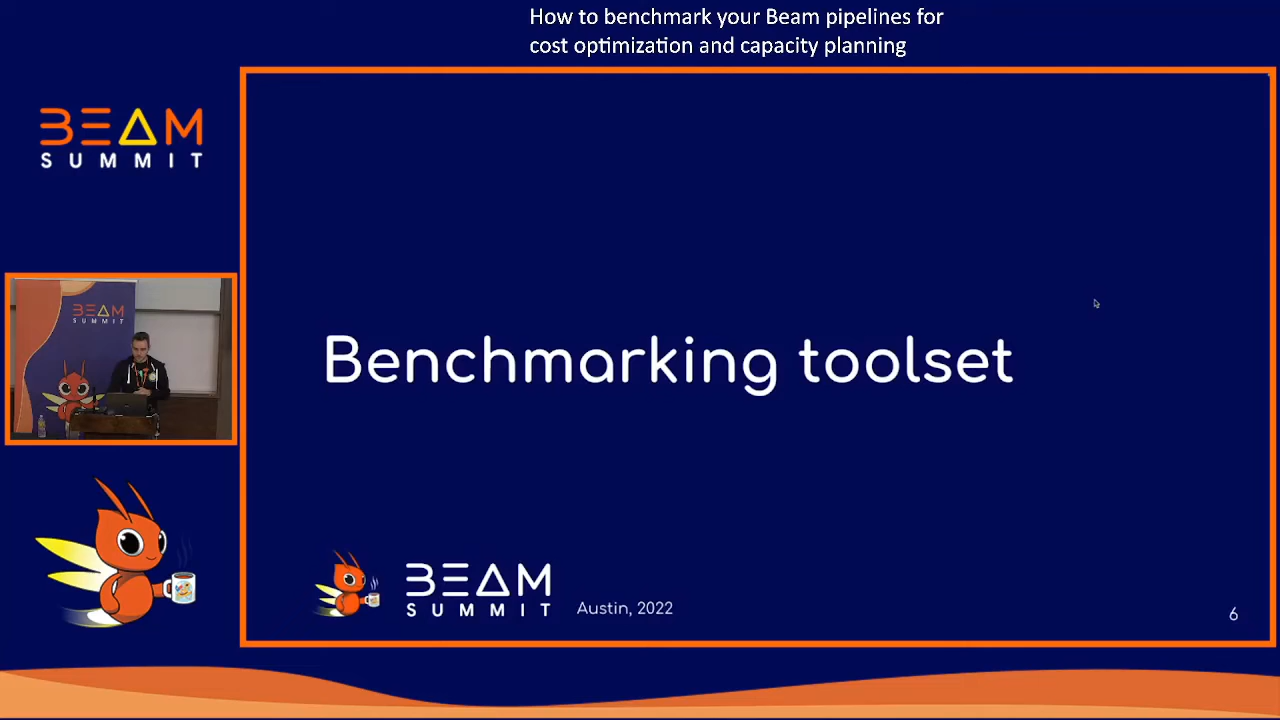 How to benchmark your Beam pipelines for
cost optimization and capacity planning
BEAM
SUMMIT
BEAM
SUMMIT
Benchmarking toolset
BEAM
SUMMIT
Austin, 2022
6